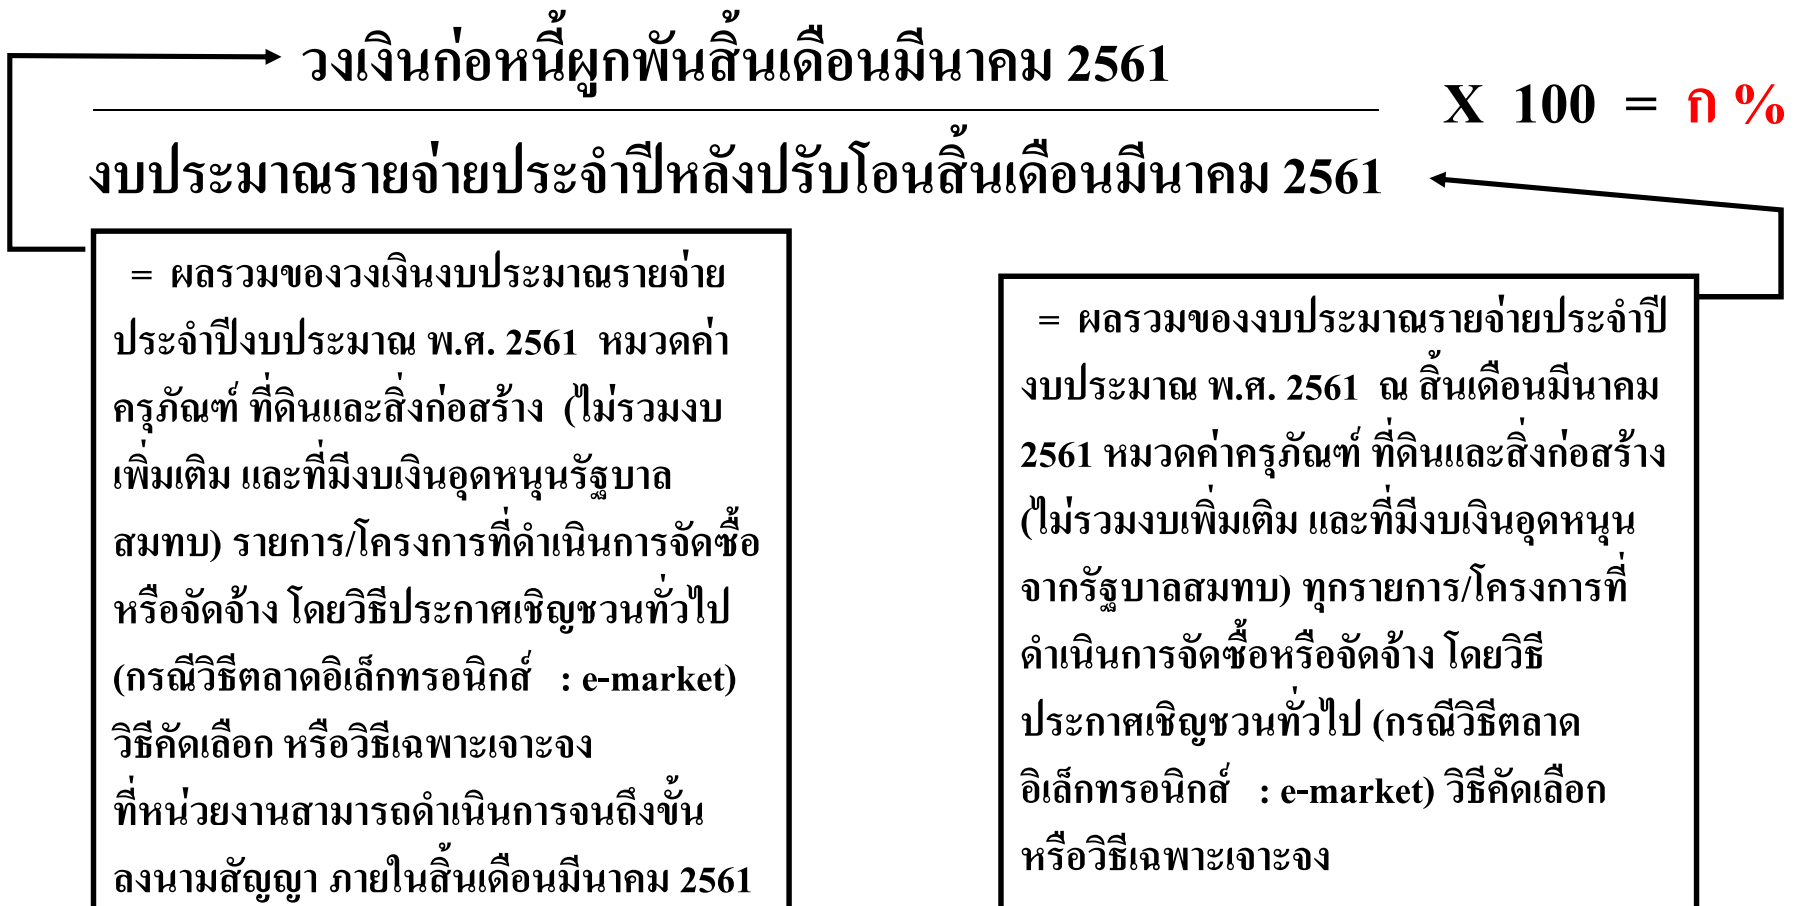 วงเงินก่อหนี้ผูกพันสิ้นเดือนมีนาคม 2561
X 100 = ก %
งบประมาณรายจ่ายประจำปีหลังปรับโอนสิ้นเดือนมีนาคม 2561
= ผลรวมของวงเงินงบประมาณรายจ่าย
ประจำปีงบประมาณ พ.ศ. 2561 หมวดค่า
ครุภัณฑ์ ที่ดินและสิ่งก่อสร้าง (ไม่รวมงบ
เพิ่มเติม และที่มีงบเงินอุดหนุนรัฐบาล
สมทบ) รายการ/โครงการที่ดำเนินการจัดซื้อ
หรือจัดจ้าง โดยวิธีประกาศเชิญชวนทั่วไป
(กรณีวิธีตลาดอิเล็กทรอนิกส์ : e-market)
วิธีคัดเลือก หรือวิธีเฉพาะเจาะจง
ที่หน่วยงานสามารถดำเนินการจนถึงขั้น
ลงนามสัญญา ภายในสิ้นเดือนมีนาคม 2561
= ผลรวมของงบประมาณรายจ่ายประจำปี
งบประมาณ พ.ศ. 2561 ณ สิ้นเดือนมีนาคม
2561 หมวดค่าครุภัณฑ์ ที่ดินและสิ่งก่อสร้าง
(ไม่รวมงบเพิ่มเติม และที่มีงบเงินอุดหนุน
จากรัฐบาลสมทบ) ทุกรายการ/โครงการที่
ดำเนินการจัดซื้อหรือจัดจ้าง โดยวิธี
ประกาศเชิญชวนทั่วไป (กรณีวิธีตลาด
อิเล็กทรอนิกส์ : e-market) วิธีคัดเลือก
หรือวิธีเฉพาะเจาะจง